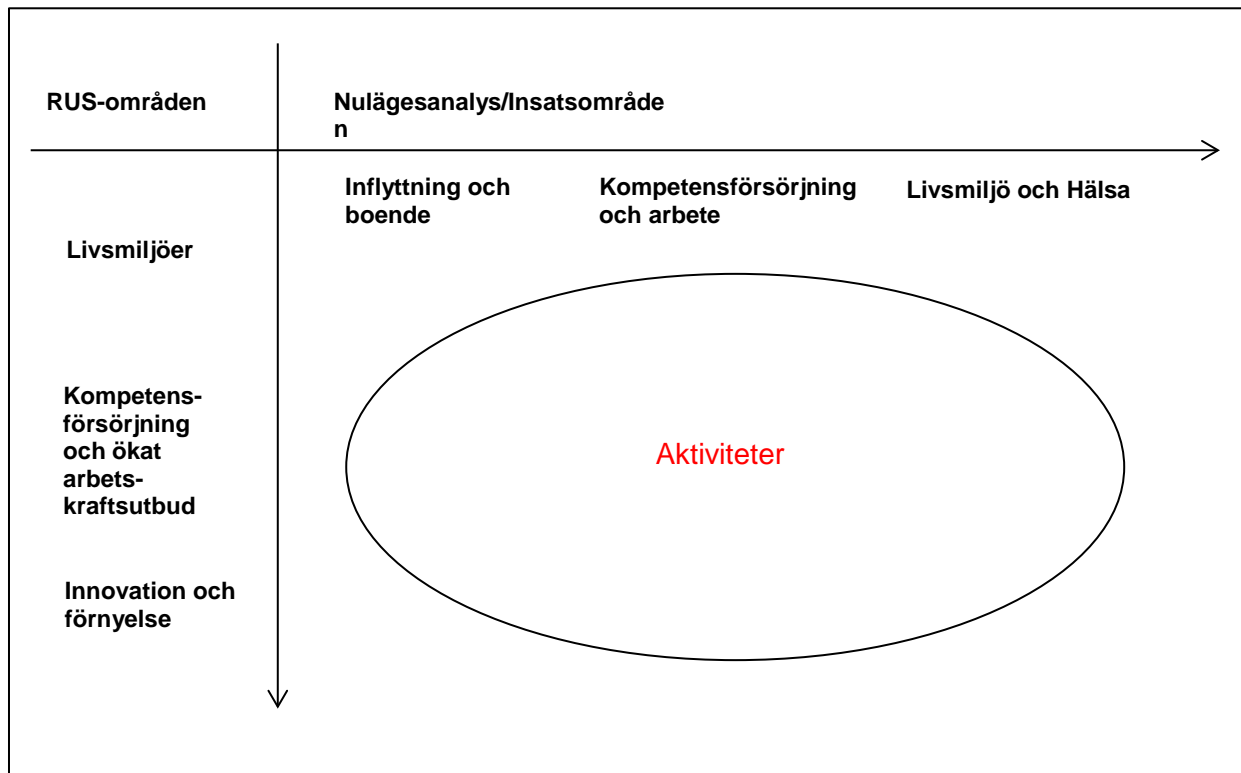 RUS-områden
Nulägesanalys/Insatsområde
n
Inflyttning och
boende
Kompetensförsörjning
och arbete
Livsmiljö och Hälsa
Livsmiljöer
Kompetens-
försörjning
och ökat
arbets-
kraftsutbud
Aktiviteter
Innovation och
förnyelse